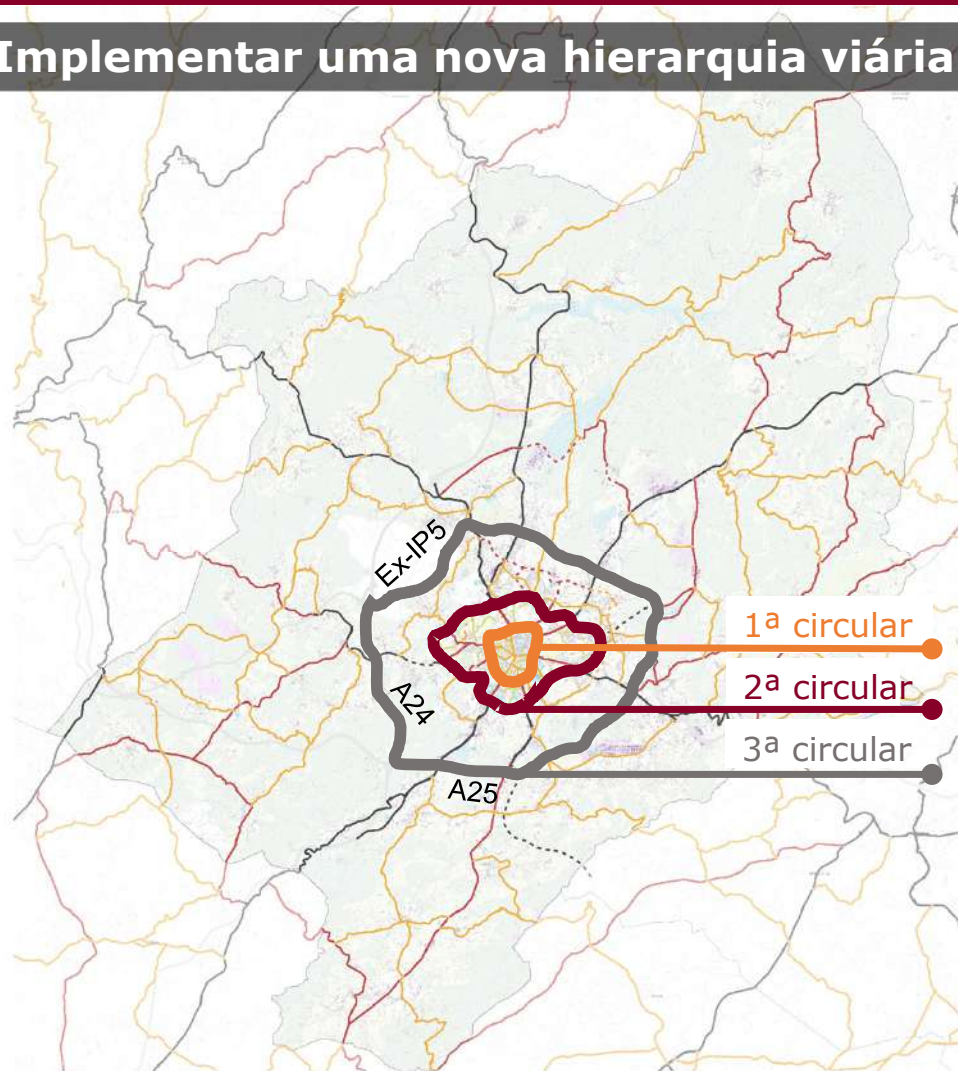 Implementar uma nova hierarquia viária
Ex-IP5
1ª circular
2ª circular
A24
3ª circular
A25